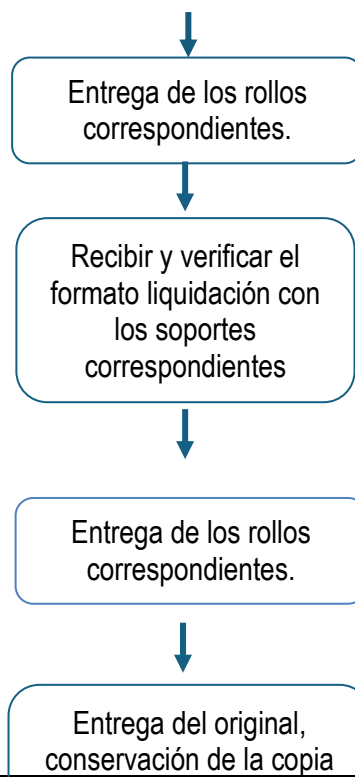 Entrega de los rollos
correspondientes.
Recibir y verificar el
formato liquidación con
los soportes
correspondientes
Entrega de los rollos
correspondientes.
Entrega del original,
conservación de la copia